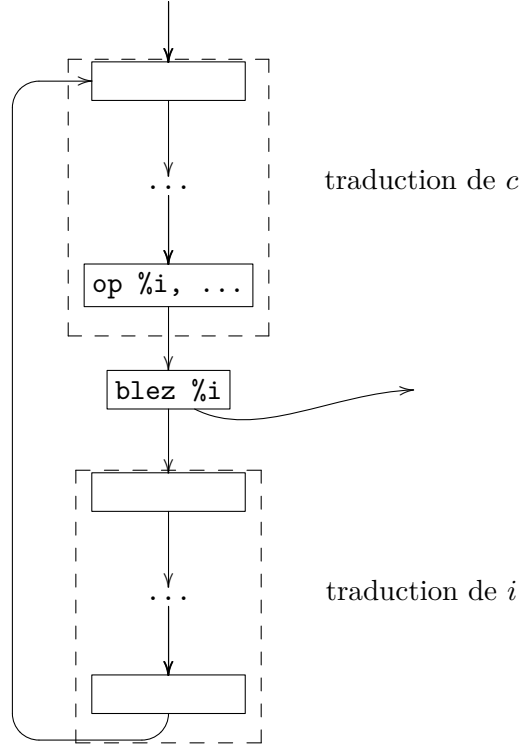 ...
traduction de c
op %i, ...
blez %i
...
traduction de i